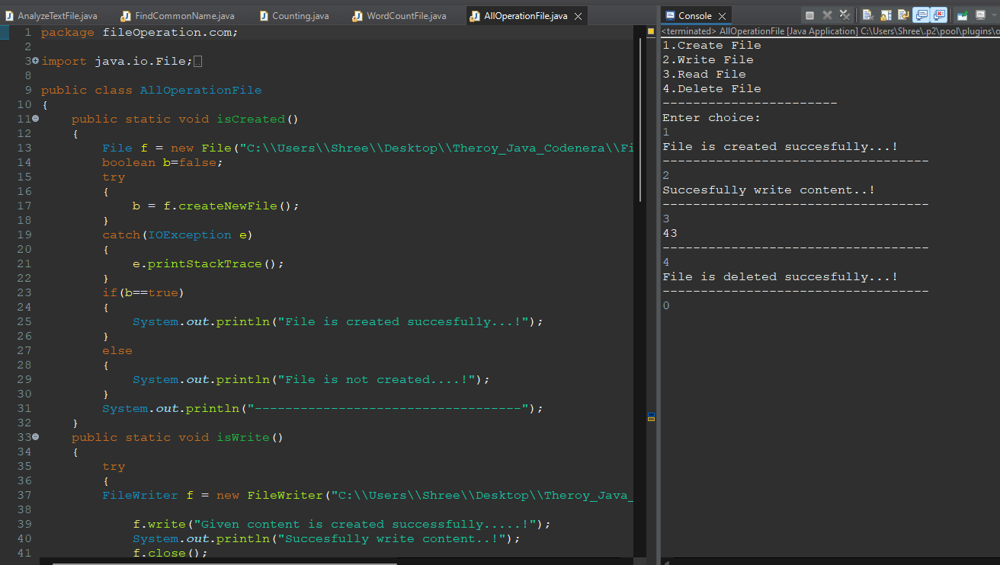 AnalyzeTextFile.java FindCommonName.java Counting.java WordCountFile.java AllOperationFile.java
1 package fileOperation.com;
2
3 import java.io.File;
8
9 public class AllOperationFile
10 {
11 public static void isCreated()
12 {
13 File f = new File("C:\\Users\\Shree\\Desktop\\Theroy_Java_Codenera\\Fi
14 boolean b=false;
15 try
16 {
17 b = f.createNewFile();
18 }
19 catch(IOException e)
20 {
21 e.printStackTrace();
22 }
23 if(b==true)
24 {
25 System.out.println("File is created succesfully...!");
26 }
27 else
28 {
29 System.out.println("File is not created....!");
30 }
31 System.out.println("-----------------------------------");
32 }
33 public static void isWrite()
34 {
35 try
36 {
37 FileWriter f = new FileWriter("C:\\Users\\Shree\\Desktop\\Theroy_Java_
38
39 f.write("Given content is created successfully.....!");
40 System.out.println("Succesfully write content..!");
41 f.close();
Console
<terminated> AllOperationFile [Java Application] C:\Users\Shree\.p2\pool\plugins\o
1.Create File
2.Write File
3.Read File
4.Delete File
-----------------------
Enter choice:
1
File is created succesfully...!
-----------------------------------
2
Succesfully write content..!
-----------------------------------
3
43
-----------------------------------
4
File is deleted succesfully...!
-----------------------------------
0